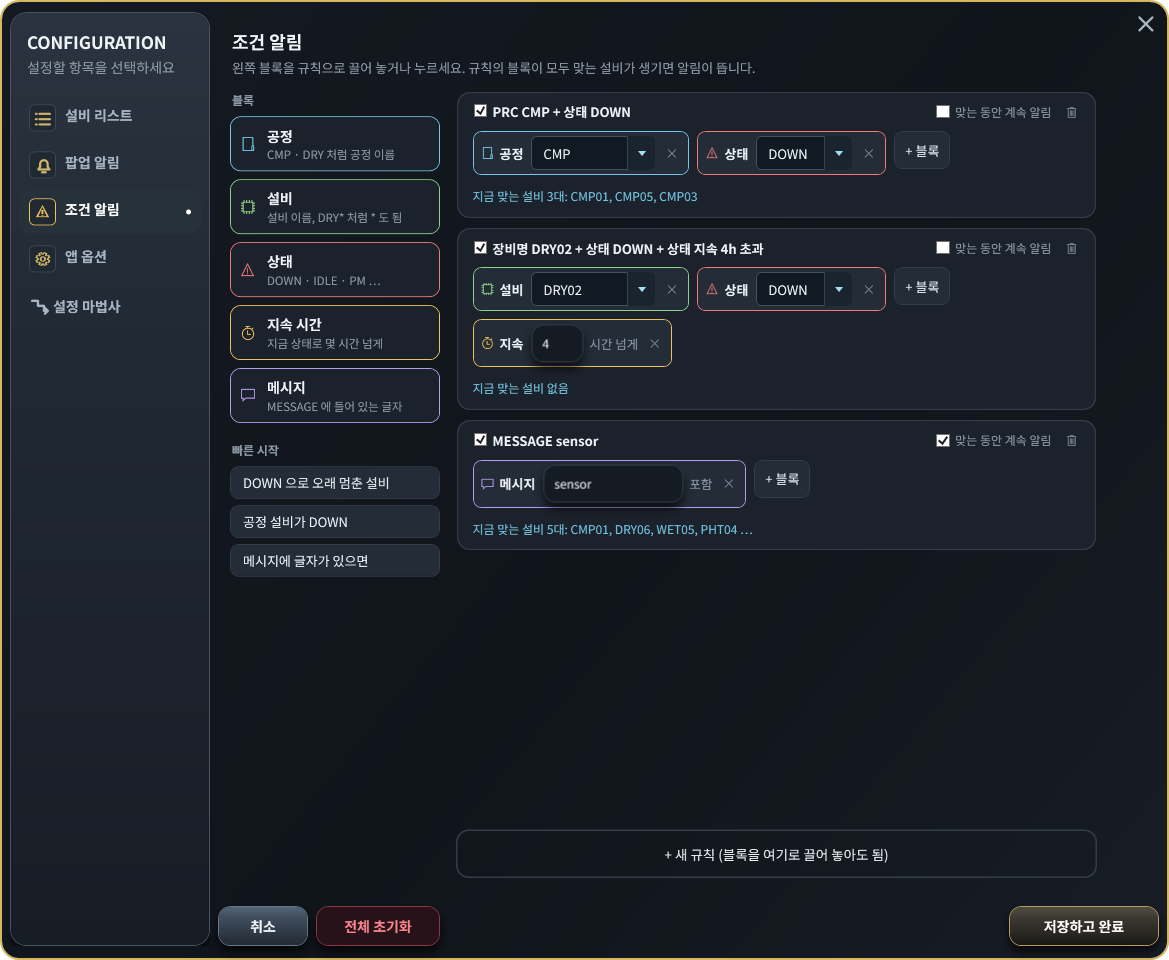 CONFIGURATION
설정할 항목을 선택하세요
설비 리스트
팝업 알림
조건 알림
앱 옵션
설정 마법사
조건 알림
왼쪽 블록을 규칙으로 끌어 놓거나 누르세요. 규칙의 블록이 모두 맞는 설비가 생기면 알림이 뜹니다.
블록
공정
CMP · DRY 처럼 공정 이름
설비
설비 이름, DRY* 처럼 * 도 됨
상태
DOWN · IDLE · PM …
지속 시간
지금 상태로 몇 시간 넘게
메시지
MESSAGE 에 들어 있는 글자
빠른 시작
DOWN 으로 오래 멈춘 설비
공정 설비가 DOWN
메시지에 글자가 있으면
PRC CMP + 상태 DOWN
맞는 동안 계속 알림
공정 CMP 상태 DOWN + 블록
지금 맞는 설비 3대: CMP01, CMP05, CMP03
장비명 DRY02 + 상태 DOWN + 상태 지속 4h 초과
맞는 동안 계속 알림
설비 DRY02 상태 DOWN + 블록
지속 4 시간 넘게
지금 맞는 설비 없음
MESSAGE sensor
맞는 동안 계속 알림
메시지 sensor 포함 + 블록
지금 맞는 설비 5대: CMP01, DRY06, WET05, PHT04 …
+ 새 규칙 (블록을 여기로 끌어 놓아도 됨)
취소
전체 초기화
저장하고 완료